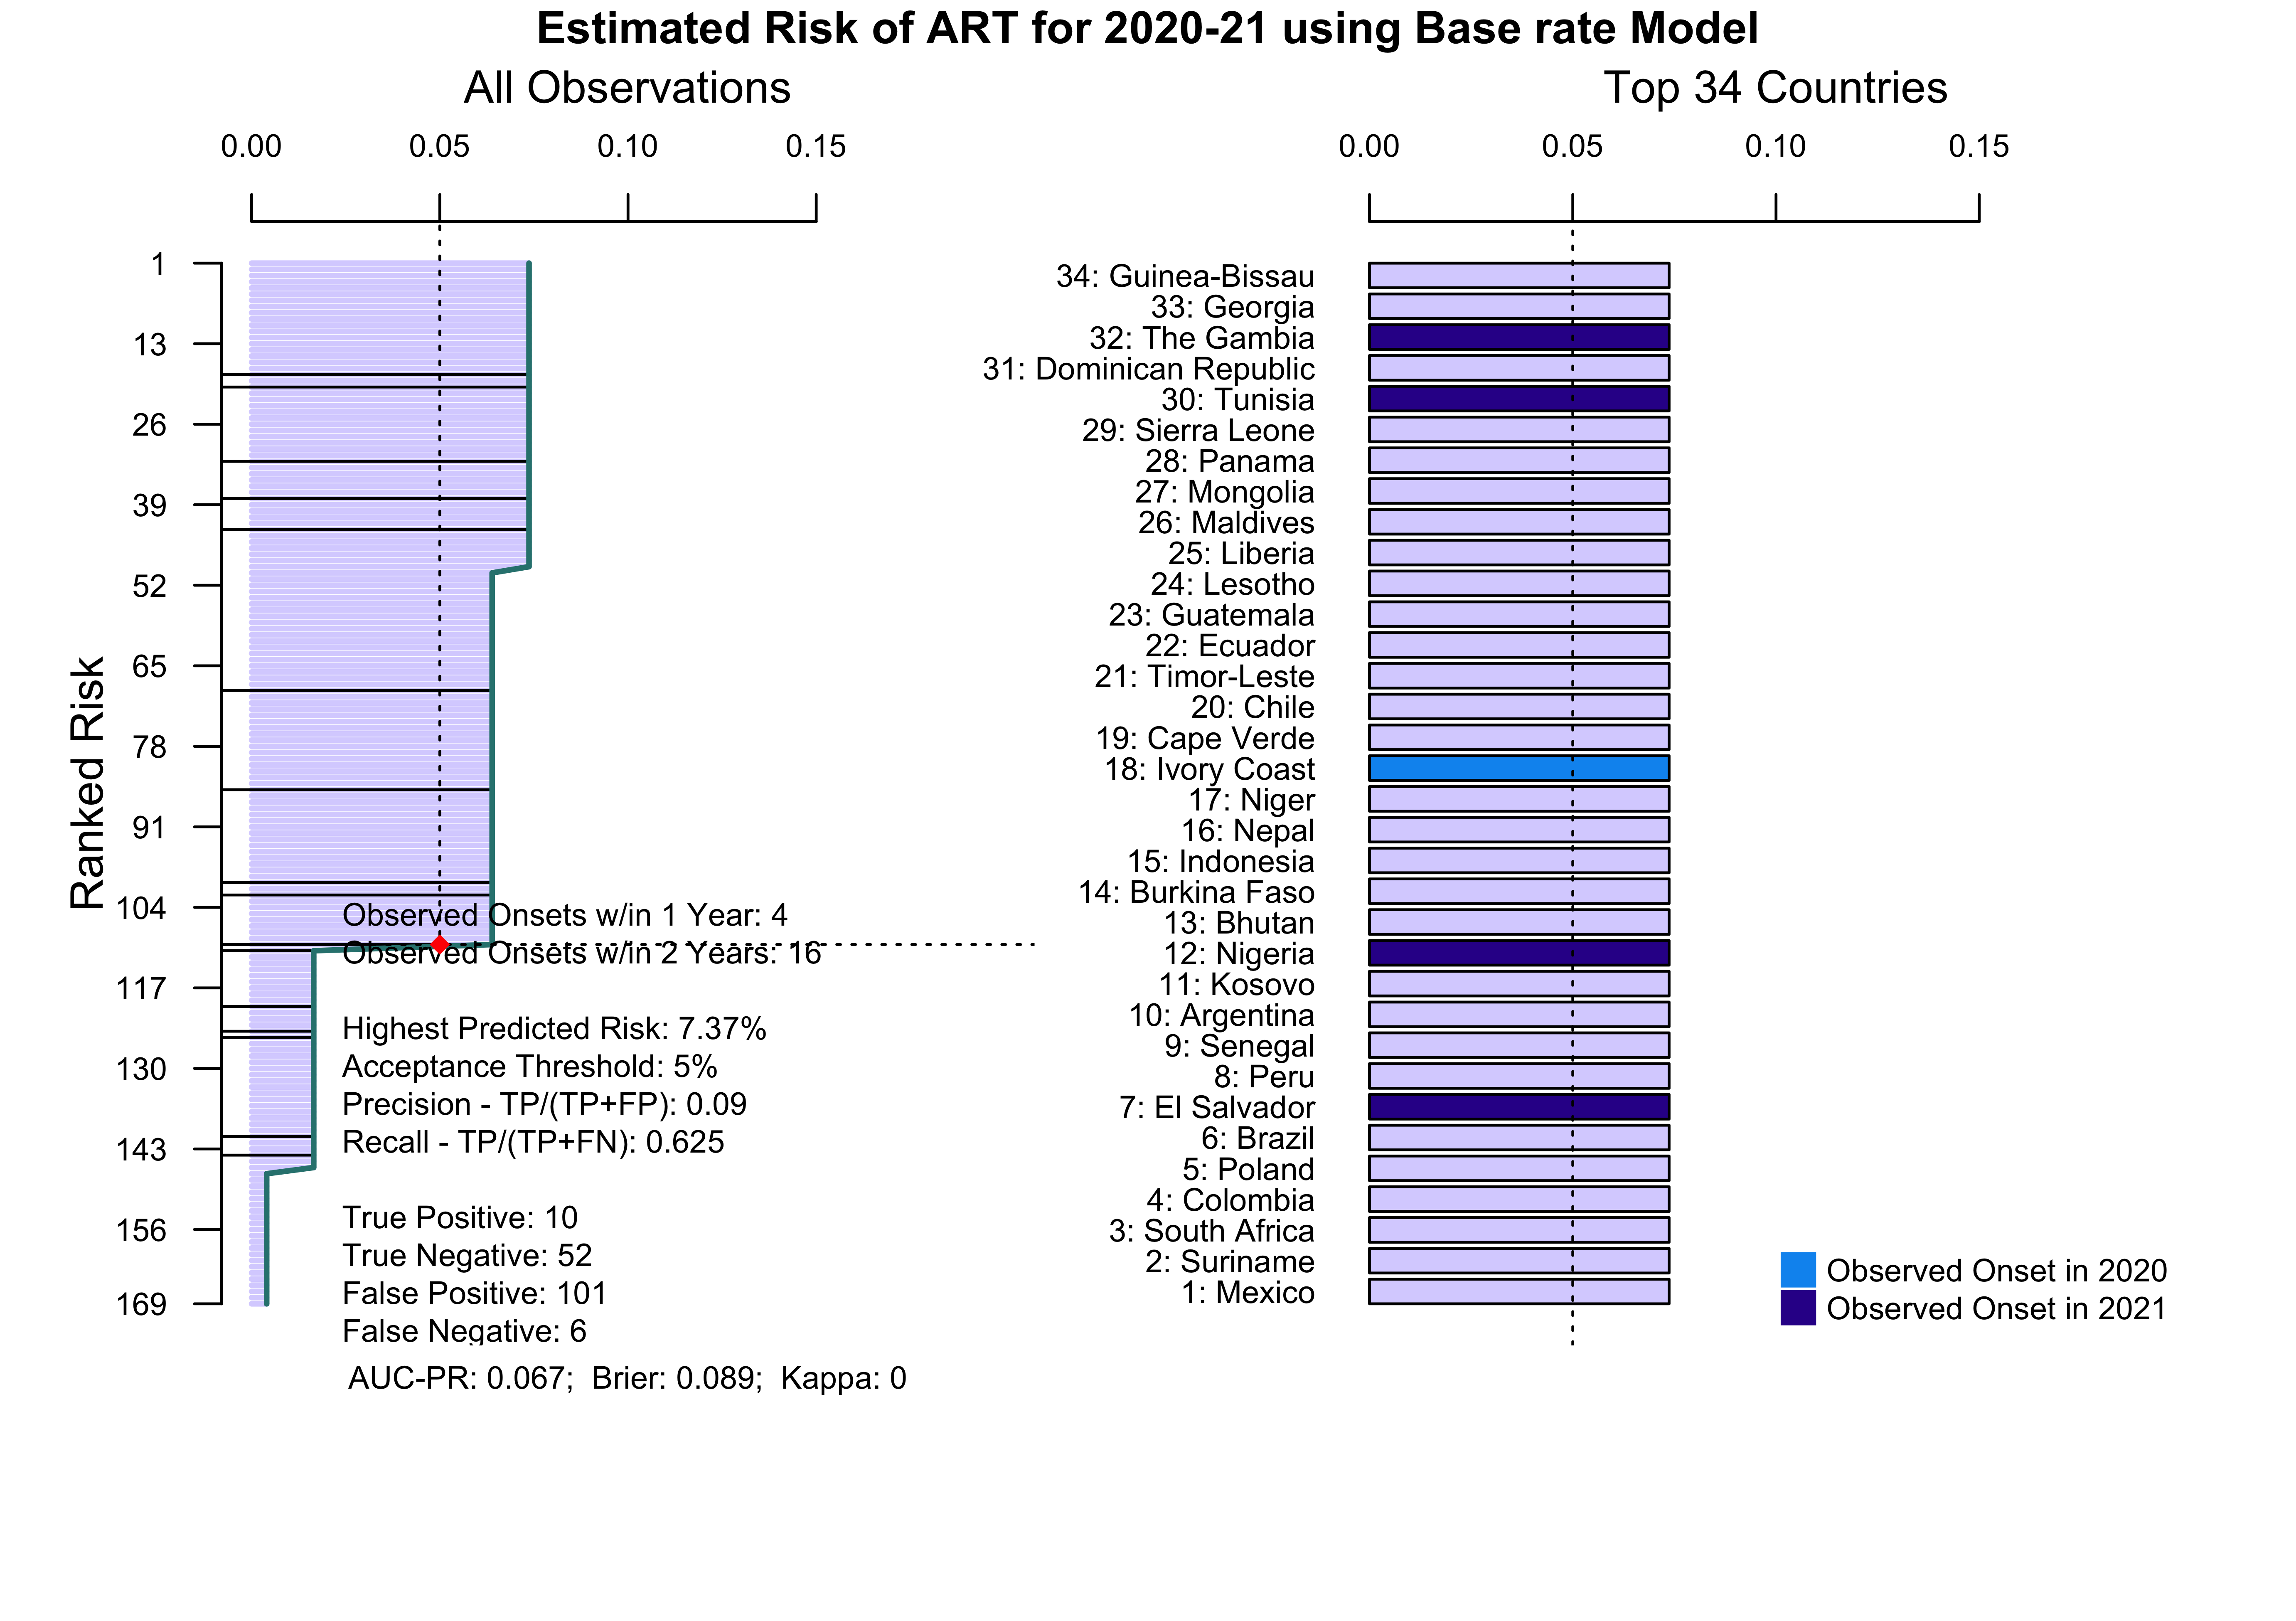 Estimated Risk of ART for 2020-21 using Base rate Model
All Observations
0.00 0.05 0.10 0.15
Ranked Risk
1
13
26
39
52
65
78
91
104
117
130
143
156
169
Observed Onsets w/in 1 Year: 4
Observed Onsets w/in 2 Years: 16
Highest Predicted Risk: 7.37%
Acceptance Threshold: 5%
Precision - TP/(TP+FP): 0.09
Recall - TP/(TP+FN): 0.625
True Positive: 10
True Negative: 52
False Positive: 101
False Negative: 6
AUC-PR: 0.067; Brier: 0.089; Kappa: 0
Top 34 Countries
0.00 0.05 0.10 0.15
34: Guinea-Bissau
33: Georgia
32: The Gambia
31: Dominican Republic
30: Tunisia
29: Sierra Leone
28: Panama
27: Mongolia
26: Maldives
25: Liberia
24: Lesotho
23: Guatemala
22: Ecuador
21: Timor-Leste
20: Chile
19: Cape Verde
18: Ivory Coast
17: Niger
16: Nepal
15: Indonesia
14: Burkina Faso
13: Bhutan
12: Nigeria
11: Kosovo
10: Argentina
9: Senegal
8: Peru
7: El Salvador
6: Brazil
5: Poland
4: Colombia
3: South Africa
2: Suriname
1: Mexico
Observed Onset in 2020
Observed Onset in 2021